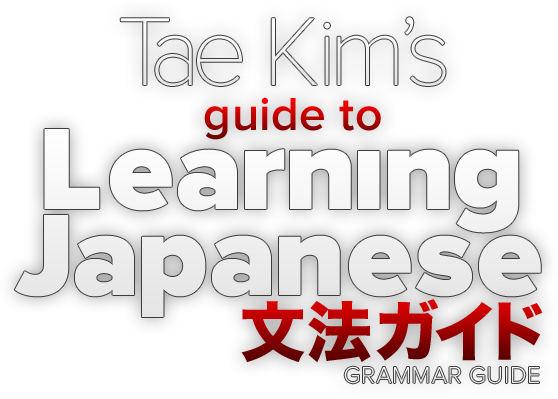 Tae Kim's
guide to
Learning
Japanese
文法ガイド
GRAMMAR GUIDE